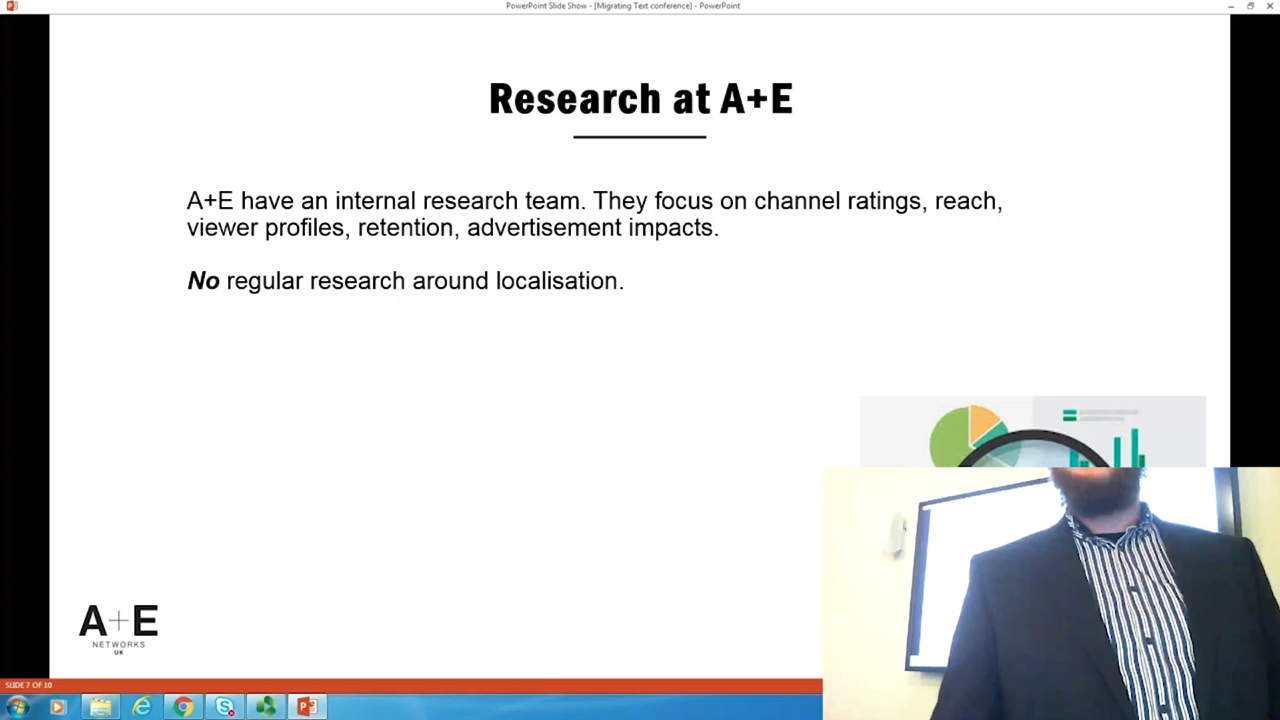 PowerPoint Slide Show - [Migrating Text conference] - PowerPoint
Research at A+E
A+E have an internal research team. They focus on channel ratings, reach,
viewer profiles, retention, advertisement impacts.
No regular research around localisation.
A+E
NETWORKS
UK
SLIDE 7 OF 10